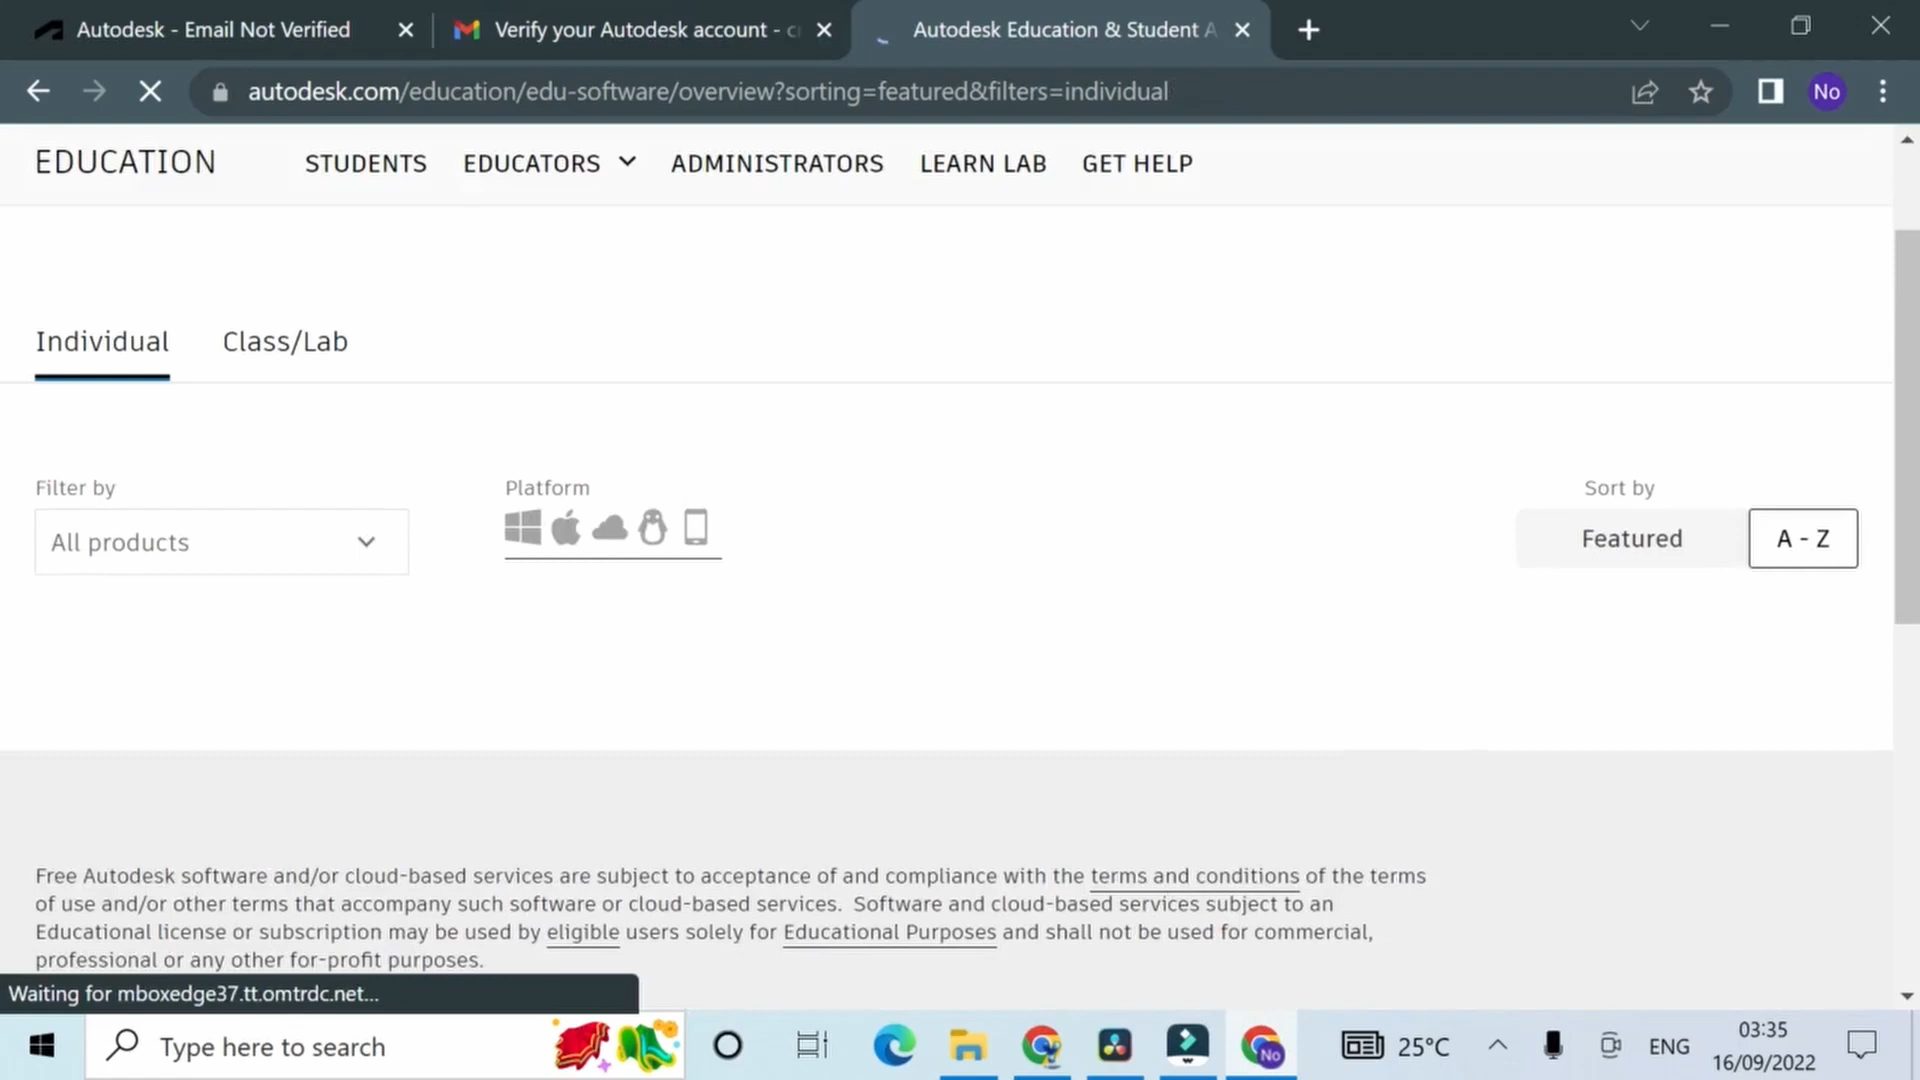 Autodesk - Email Not Verified
Verify your Autodesk account - c
Autodesk Education & Student A
autodesk.com/education/edu-software/overview?sorting=featured&filters=individual
No
EDUCATION
STUDENTS
EDUCATORS
ADMINISTRATORS
LEARN LAB
GET HELP
Individual
Class/Lab
Filter by
All products
Platform
Sort by
Featured
A - Z
Free Autodesk software and/or cloud-based services are subject to acceptance of and compliance with the terms and conditions of the terms
of use and/or other terms that accompany such software or cloud-based services. Software and cloud-based services subject to an
Educational license or subscription may be used by eligible users solely for Educational Purposes and shall not be used for commercial,
professional or any other for-profit purposes.
Waiting for mboxedge37.tt.omtrdc.net...
Type here to search
No
25°C
ENG
03:35
16/09/2022